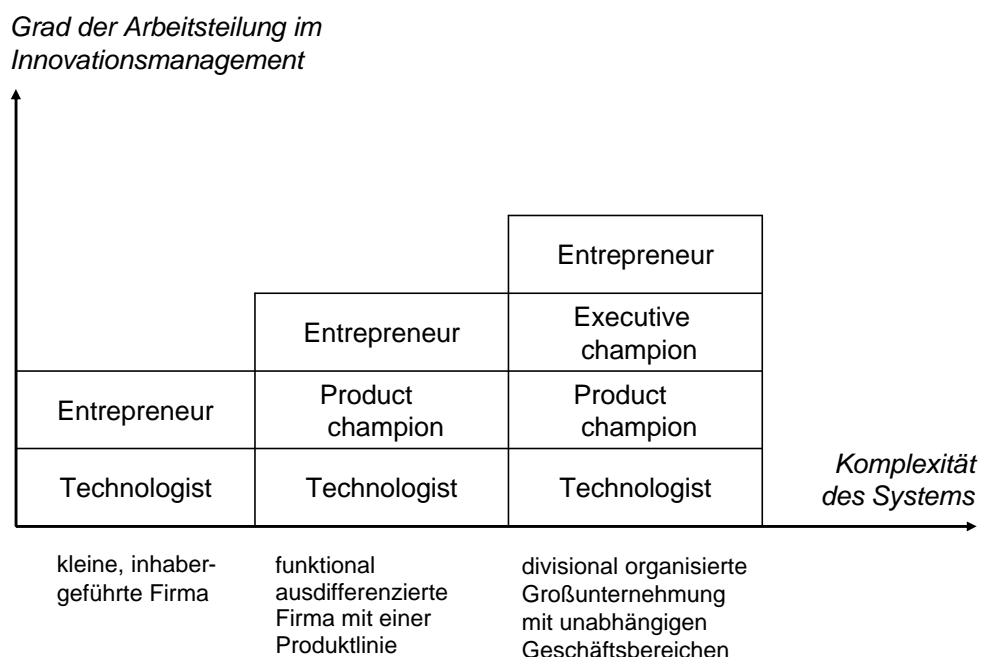 Grad der Arbeitsteilung im
Innovationsmanagement
Entrepreneur
Entrepreneur
Executive
champion
Entrepreneur
Product
champion
Product
champion
Technologist
Technologist
Technologist
Komplexität
des Systems
kleine, inhaber-
geführte Firma
funktional
ausdifferenzierte
Firma mit einer
Produktlinie
divisional organisierte
Großunternehmung
mit unabhängigen
Geschäftsbereichen